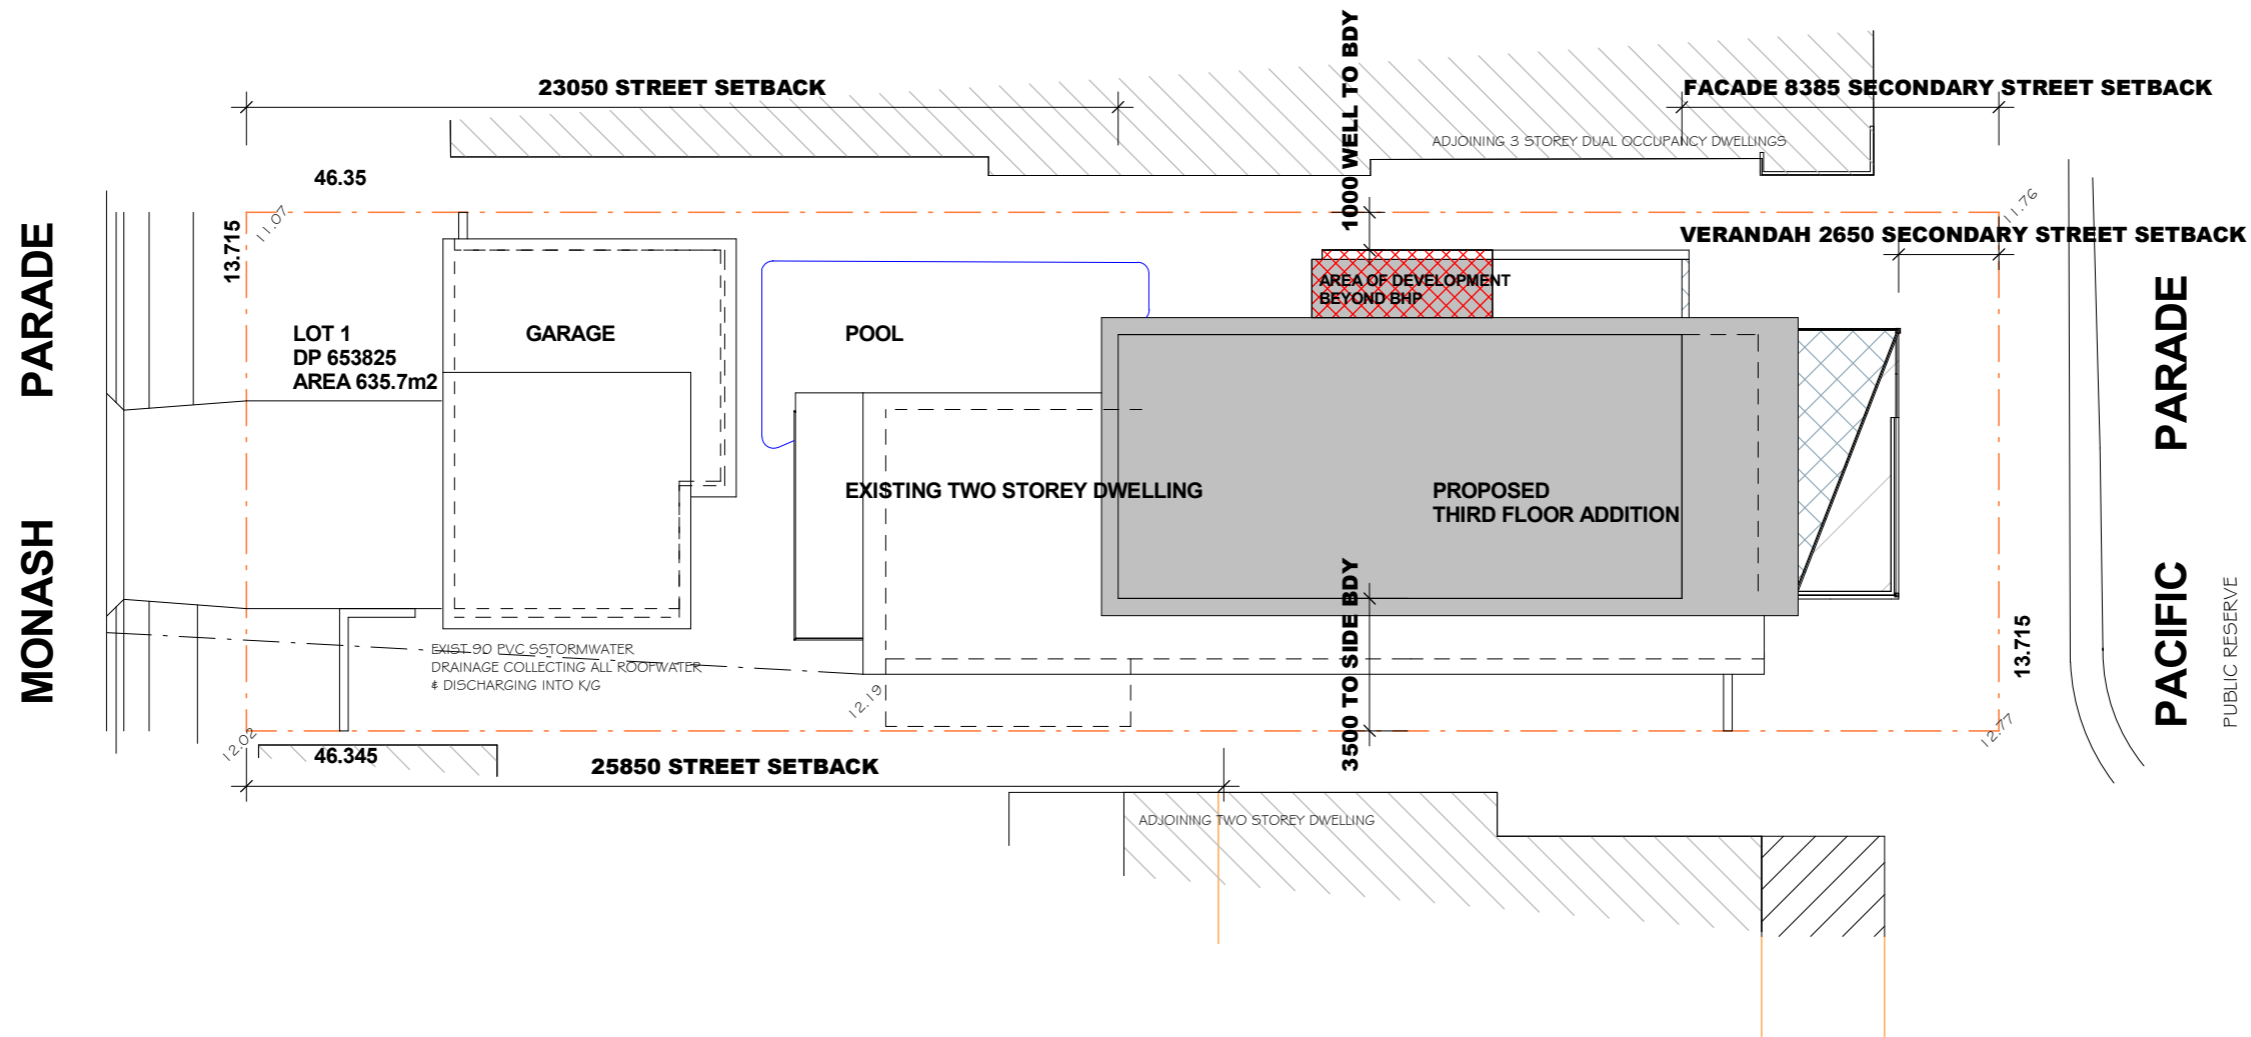 23050 STREET SETBACK
1000 WELL TO BDY
FACADE 8385 SECONDARY STREET SETBACK
ADJOINING 3 STOREY DUAL OCCUPANCY DWELLINGS
46.35
11.07
13.715
11.76
VERANDAH 2650 SECONDARY STREET SETBACK
MONASH PARADE
AREA OF DEVELOPMENT
BEYOND BHP
LOT 1
DP 653825
AREA 635.7m2
GARAGE
POOL
EXISTING TWO STOREY DWELLING
PROPOSED
THIRD FLOOR ADDITION
PACIFIC PARADE
PUBLIC RESERVE
EXIST 90 PVC SSTORMWATER
DRAINAGE COLLECTING ALL ROOFWATER
& DISCHARGING INTO K/G
3500 TO SIDE BDY
13.715
12.19
12.02
12.77
46.345
25850 STREET SETBACK
ADJOINING TWO STOREY DWELLING